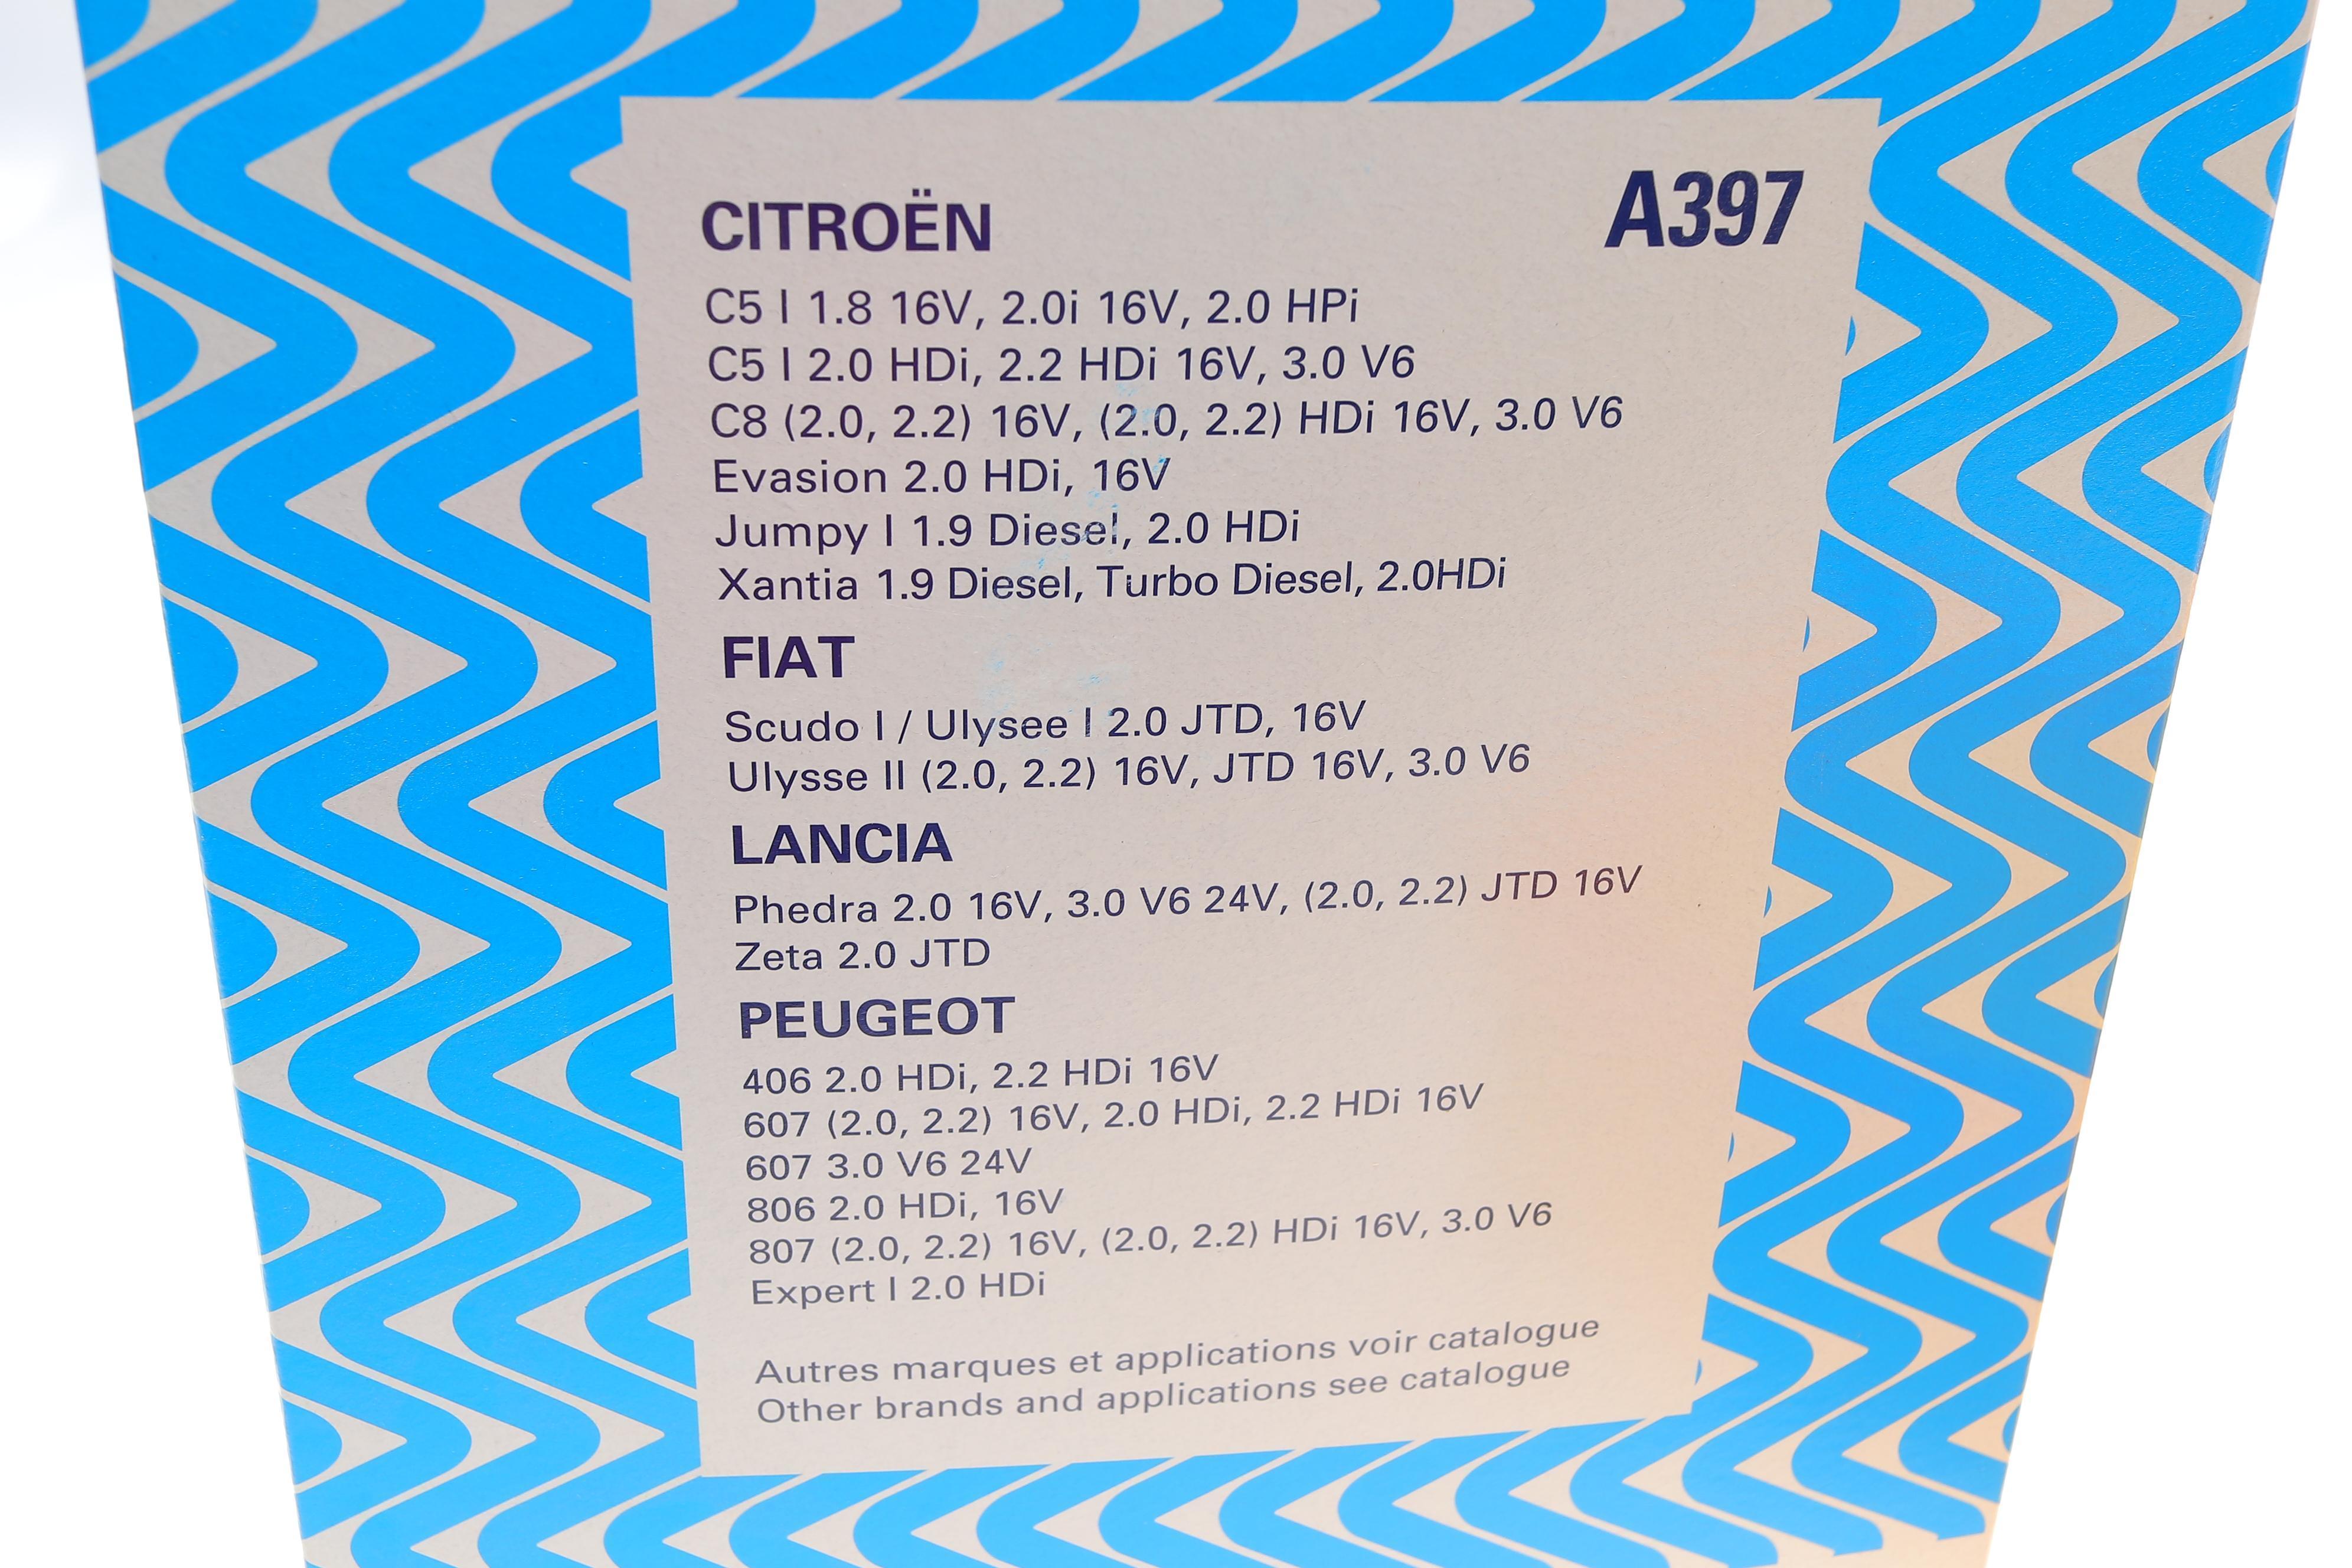 CITROËN
A397
C5 I 1.8 16V, 2.0i 16V, 2.0 HPi
C5 I 2.0 HDi, 2.2 HDi 16V, 3.0 V6
C8 (2.0, 2.2) 16V, (2.0, 2.2) HDi 16V, 3.0 V6
Evasion 2.0 HDi, 16V
Jumpy I 1.9 Diesel, 2.0 HDi
Xantia 1.9 Diesel, Turbo Diesel, 2.0HDi
FIAT
Scudo I / Ulysee I 2.0 JTD, 16V
Ulysse II (2.0, 2.2) 16V, JTD 16V, 3.0 V6
LANCIA
Phedra 2.0 16V, 3.0 V6 24V, (2.0, 2.2) JTD 16V
Zeta 2.0 JTD
PEUGEOT
406 2.0 HDi, 2.2 HDi 16V
607 (2.0, 2.2) 16V, 2.0 HDi, 2.2 HDi 16V
607 3.0 V6 24V
806 2.0 HDi, 16V
807 (2.0, 2.2) 16V, (2.0, 2.2) HDi 16V, 3.0 V6
Expert I 2.0 HDi
Autres marques et applications voir catalogue
Other brands and applications see catalogue